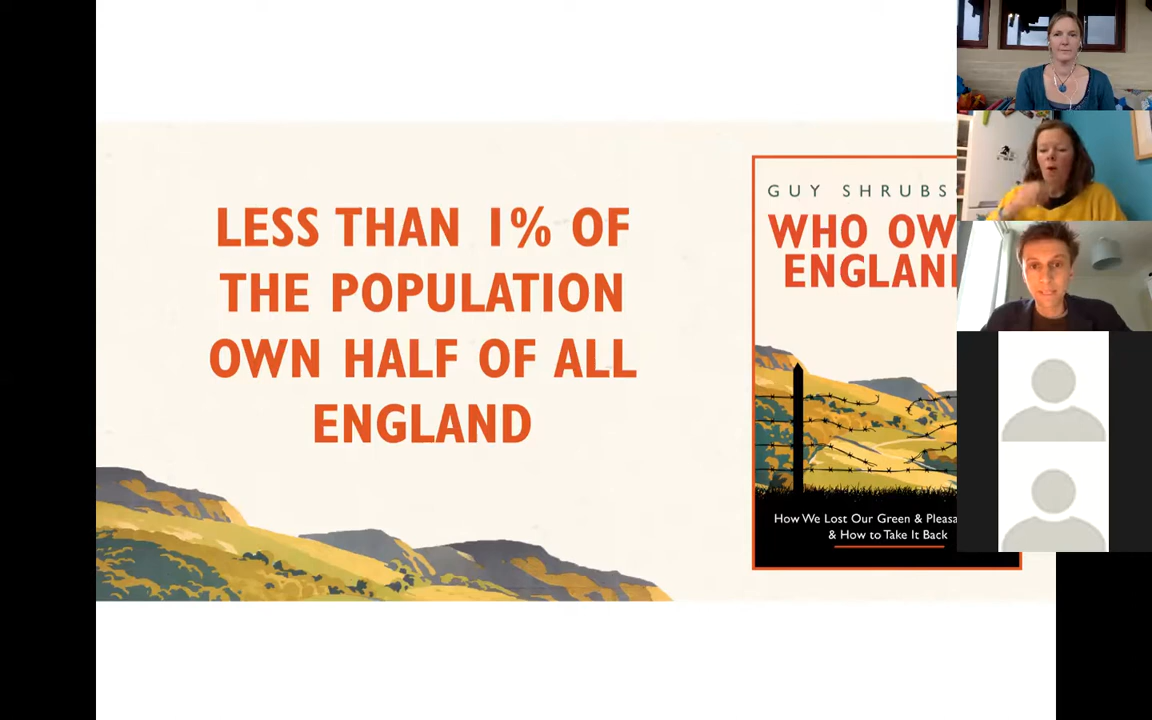 LESS THAN 1% OF
THE POPULATION
OWN HALF OF ALL
ENGLAND
GUY SHRUBS
WHO OW
ENGLAN
How We Lost Our Green & Pleasa
& How to Take It Back